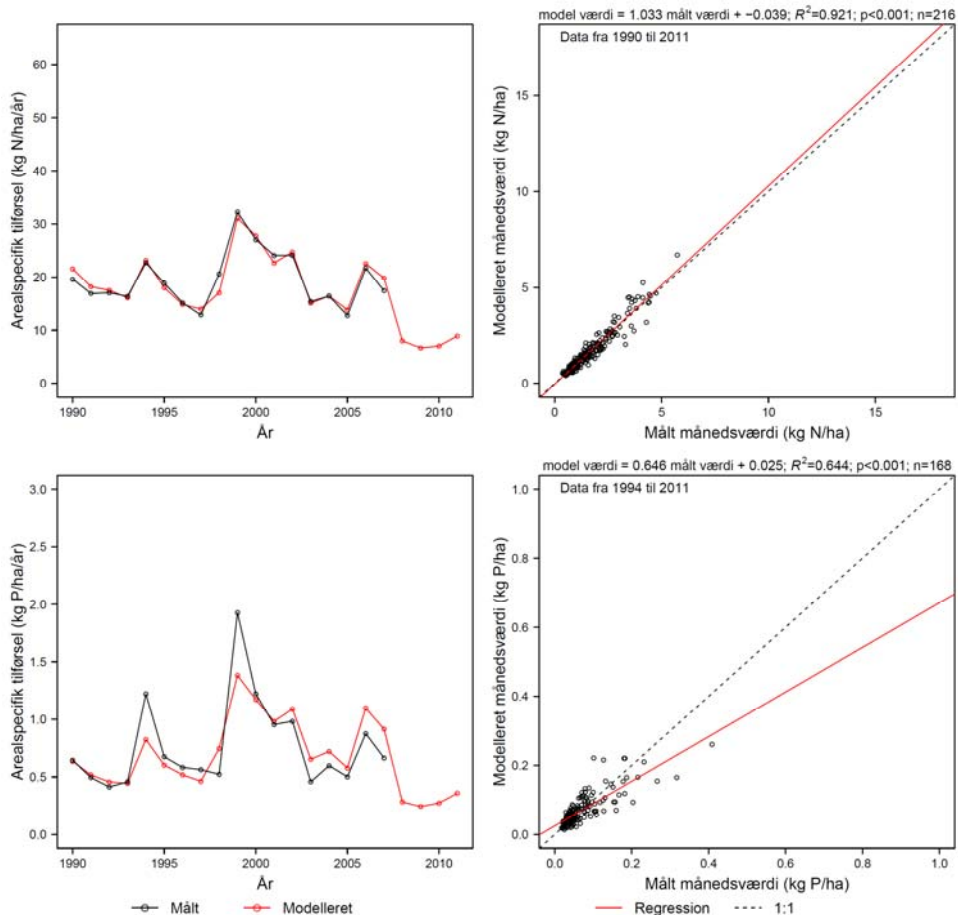 model værdi = 1.033 målt værdi + −0.039; R²=0.921; p<0.001; n=216
Data fra 1990 til 2011
Arealspecifik tilførsel (kg N/ha/år)
60
50
40
30
20
10
0
1990 1995 2000 2005 2010
År
Modelleret månedsværdi (kg N/ha)
15
10
5
0
0 5 10 15
Målt månedsværdi (kg N/ha)
model værdi = 0.646 målt værdi + 0.025; R²=0.644; p<0.001; n=168
Data fra 1994 til 2011
Arealspecifik tilførsel (kg P/ha/år)
3.0
2.5
2.0
1.5
1.0
0.5
0.0
1990 1995 2000 2005 2010
År
Modelleret månedsværdi (kg P/ha)
1.0
0.8
0.6
0.4
0.2
0.0
0.0 0.2 0.4 0.6 0.8 1.0
Målt månedsværdi (kg P/ha)
Målt Modelleret
Regression 1:1